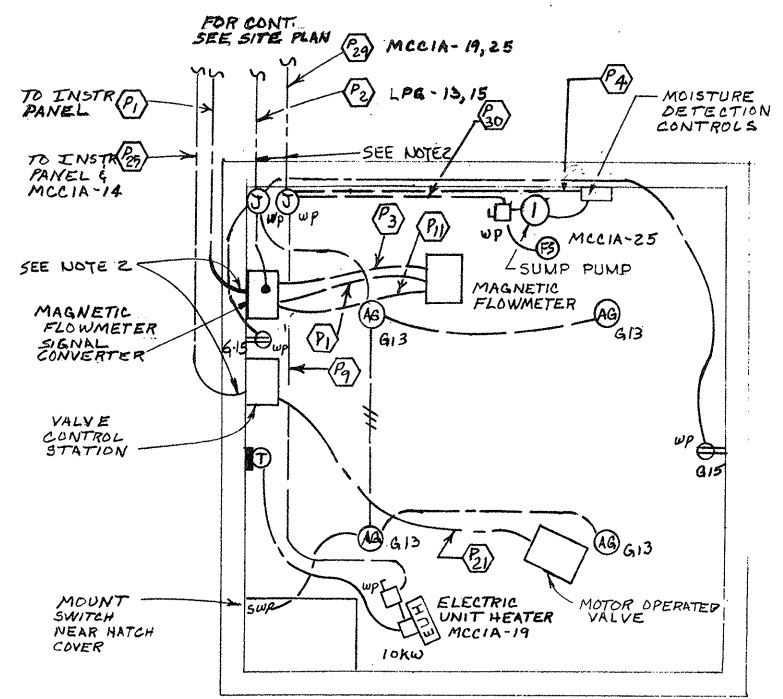 FOR CONT.
SEE SITE PLAN
P29 MCC1A-19,25
P2 LPG-13,15
TO INSTR P1
PANEL
P4
MOISTURE
DETECTION
CONTROLS
P30
TO INSTR P25
PANEL &
MCC1A-14
SEE NOTE 2
J J
WP WP
WP
1
FS MCC1A-25
SUMP PUMP
P3 P11
SEE NOTE 2
MAGNETIC
FLOWMETER
MAGNETIC
FLOWMETER
SIGNAL
CONVERTER
AG G13
AG G13
G-15 WP
P1
P9
VALVE
CONTROL
STATION
T
WP
G15
AG G13
AG G13
P21
MOTOR OPERATED
VALVE
MOUNT
SWITCH
NEAR HATCH
COVER
SWP
WP
EUH
ELECTRIC
UNIT HEATER
MCC1A-19
10KW